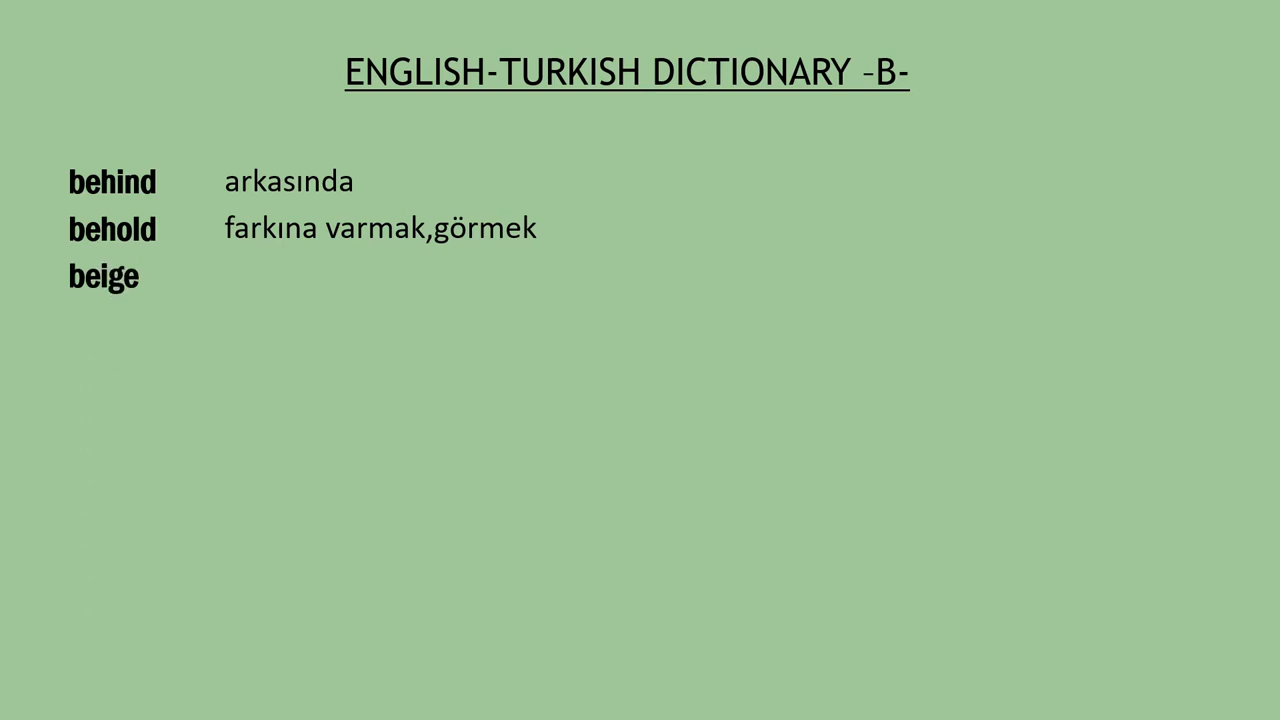 ENGLISH-TURKISH DICTIONARY –B-
behind arkasında
behold farkına varmak,görmek
beige